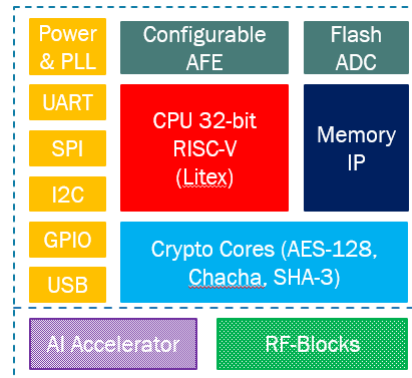 Power
& PLL
Configurable
AFE
Flash
ADC
UART
SPI
I2C
GPIO
USB
CPU 32-bit
RISC-V
(Litex)
Memory
IP
Crypto Cores (AES-128,
Chacha, SHA-3)
AI Accelerator
RF-Blocks